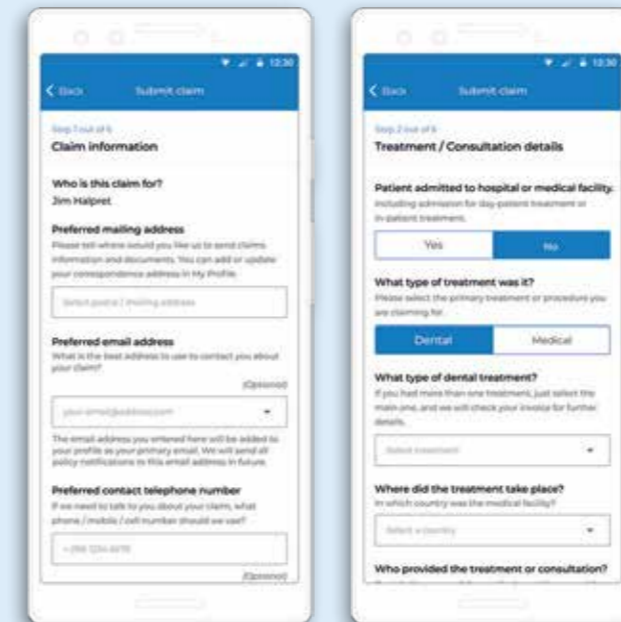 12:30
Back Submit claim
Step 1 out of 6
Claim information
Who is this claim for?
Jim Halpret
Preferred mailing address
Please tell where would you like us to send claims
information and documents. You can add or update
your correspondence address in My Profile.
Select postal / mailing address
Preferred email address
What is the best address to use to contact you about
your claim?
(Optional)
your-email@address.com
The email address you entered here will be added to
your profile as your primary email. We will send all
policy notifications to this email address in future.
Preferred contact telephone number
If we need to talk to you about your claim, what
phone / mobile / cell number should we use?
(Optional)
12:30
Back Submit claim
Step 2 out of 6
Treatment / Consultation details
Patient admitted to hospital or medical facility.
Including admission for day-patient treatment or
in-patient treatment.
Yes No
What type of treatment was it?
Please select the primary treatment or procedure you
are claiming for.
Dental Medical
What type of dental treatment?
If you had more than one treatment, just select the
main one, and we will check your invoice for further
details.
Select treatment
Where did the treatment take place?
In which country was the medical facility?
Select a country
Who provided the treatment or consultation?